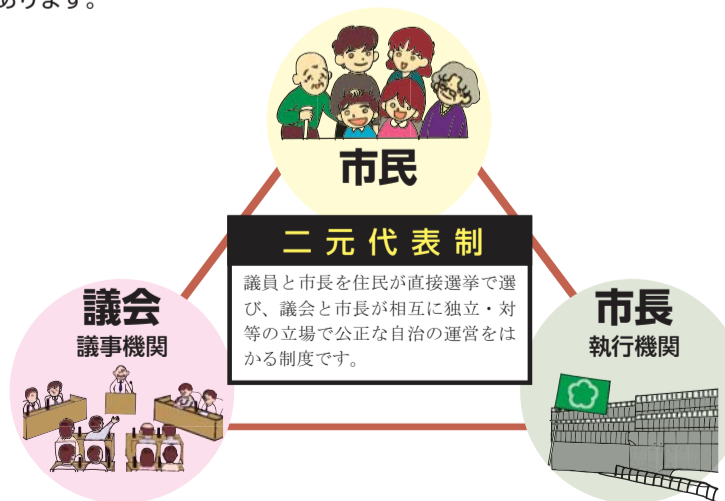 あります。
市民
二元代表制
議員と市長を住民が直接選挙で選
び、議会と市長が相互に独立・対
等の立場で公正な自治の運営をは
かる制度です。
議会
議事機関
市長
執行機関